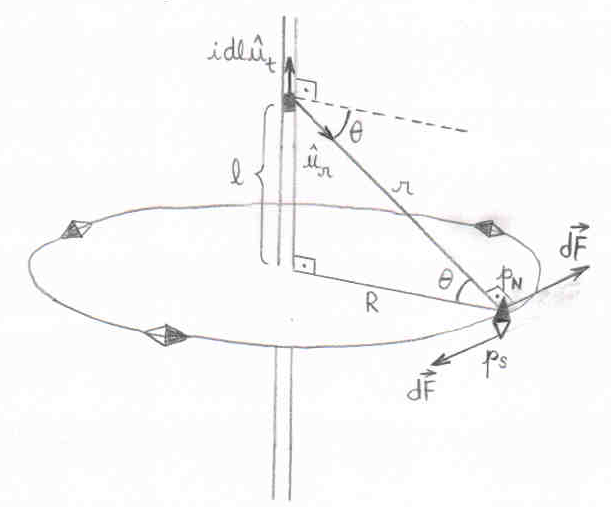 idlû_t
θ
û_r
l
r
θ
p_N
dF⃗
R
p_S
dF⃗